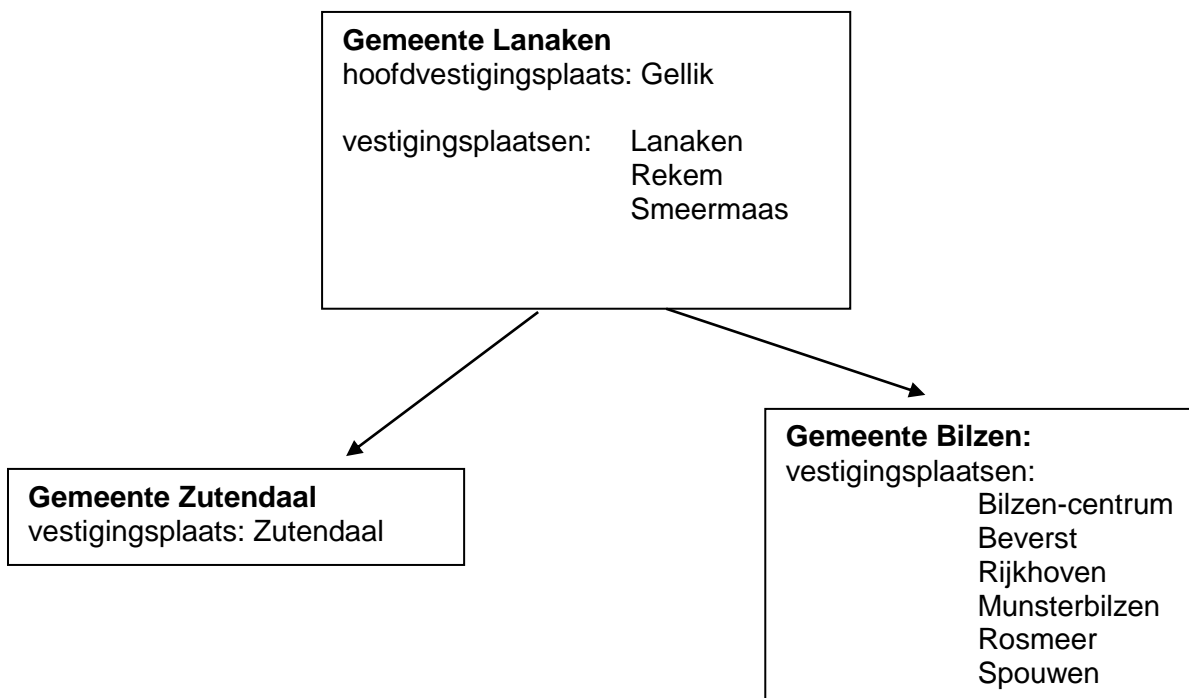 Gemeente Lanaken
hoofdvestigingsplaats: Gellik
vestigingsplaatsen: Lanaken
Rekem
Smeermaas
Gemeente Zutendaal
vestigingsplaats: Zutendaal
Gemeente Bilzen:
vestigingsplaatsen:
Bilzen-centrum
Beverst
Rijkhoven
Munsterbilzen
Rosmeer
Spouwen